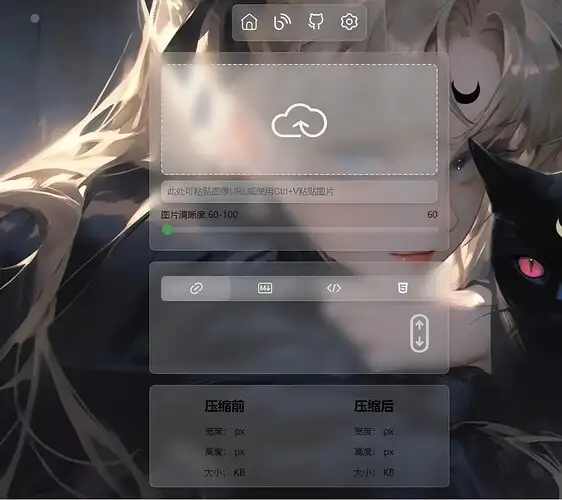 此处可粘贴图像URL或使用Ctrl+V粘贴图片
图片清晰度 60-100 60
M↓ </>
压缩前 压缩后
宽度: px 宽度: px
高度: px 高度: px
大小: KB 大小: KB